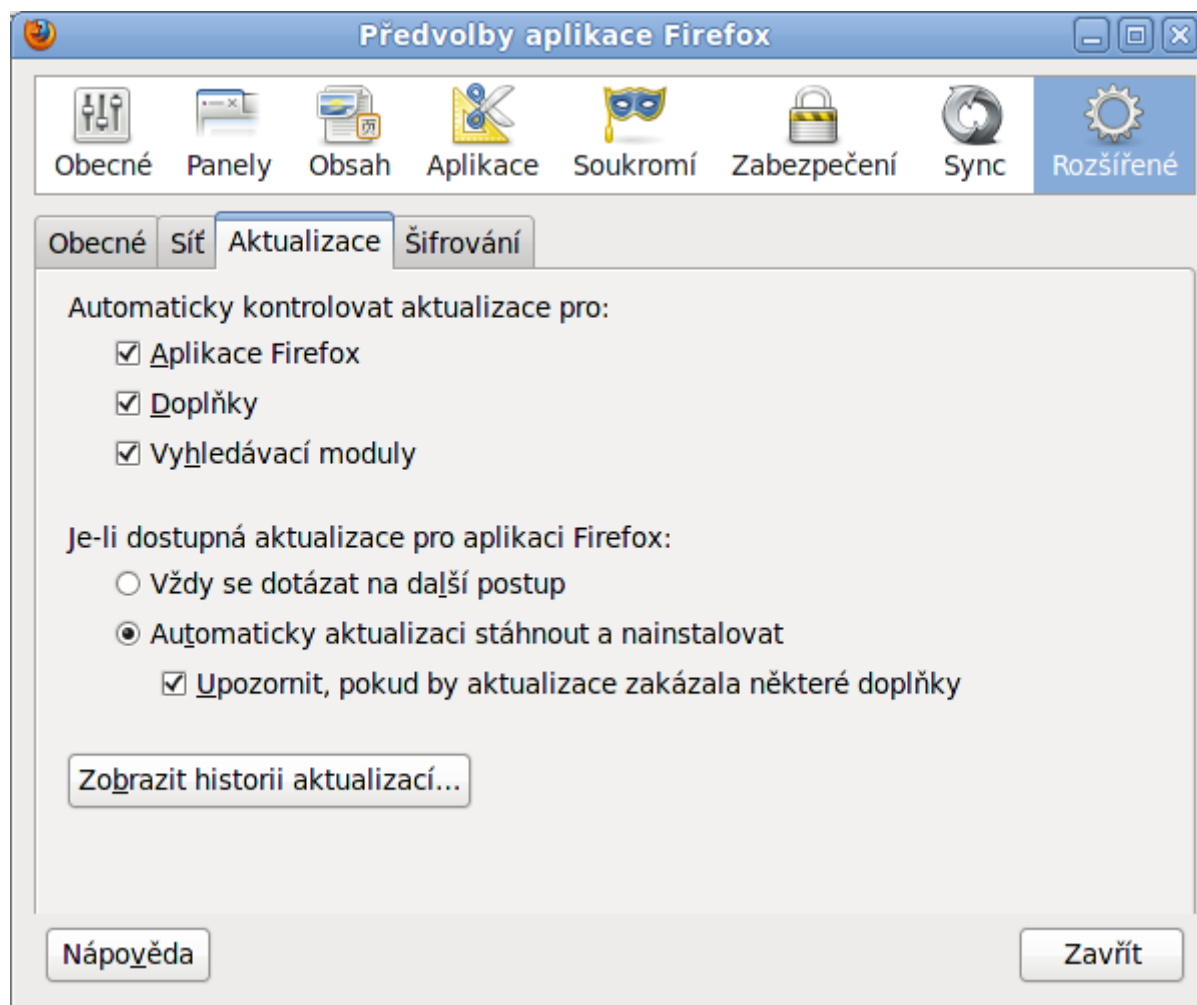 Předvolby aplikace Firefox
Obecné Panely Obsah Aplikace Soukromí Zabezpečení Sync Rozšířené
Obecné Síť Aktualizace Šifrování
Automaticky kontrolovat aktualizace pro:
Aplikace Firefox
Doplňky
Vyhledávací moduly
Je-li dostupná aktualizace pro aplikaci Firefox:
Vždy se dotázat na další postup
Automaticky aktualizaci stáhnout a nainstalovat
Upozornit, pokud by aktualizace zakázala některé doplňky
Zobrazit historii aktualizací...
Nápověda Zavřít